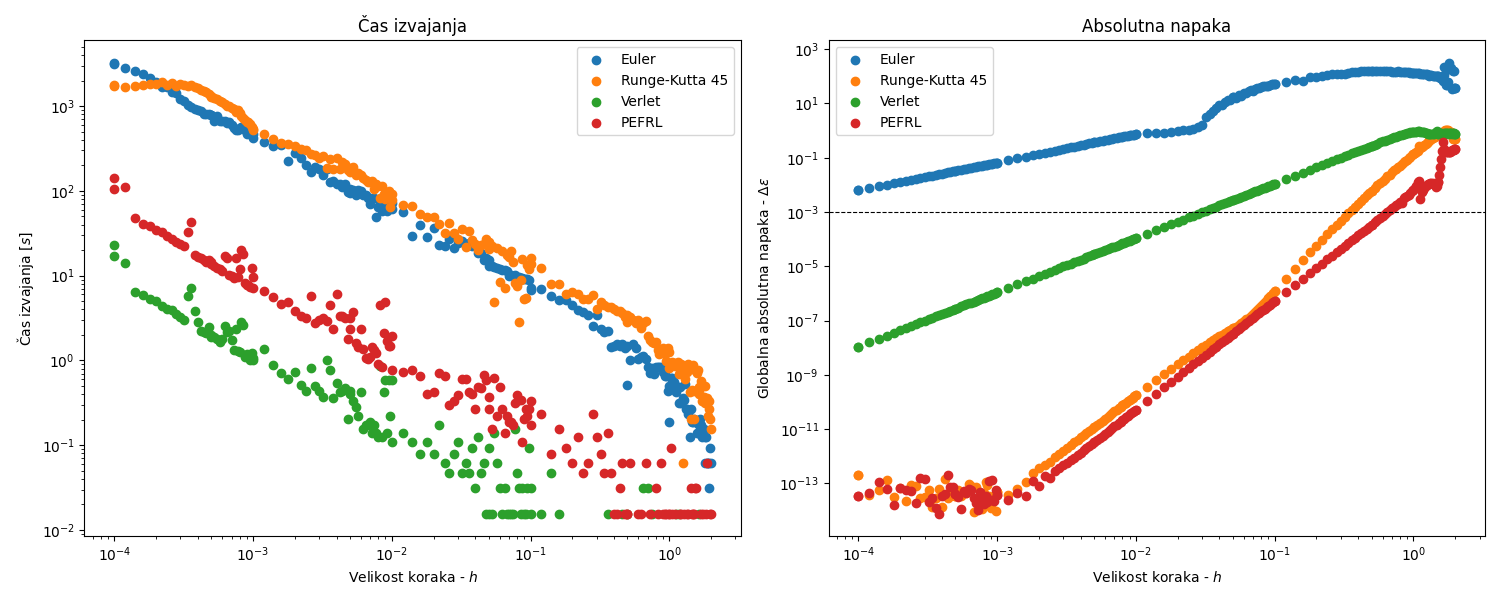 Čas izvajanja
Čas izvajanja [s]
10³
10²
10¹
10⁰
10⁻¹
10⁻²
Euler
Runge-Kutta 45
Verlet
PEFRL
10⁻⁴ 10⁻³ 10⁻² 10⁻¹ 10⁰
Velikost koraka - h
Absolutna napaka
Globalna absolutna napaka - Δε
10³
10¹
10⁻¹
10⁻³
10⁻⁵
10⁻⁷
10⁻⁹
10⁻¹¹
10⁻¹³
Euler
Runge-Kutta 45
Verlet
PEFRL
10⁻⁴ 10⁻³ 10⁻² 10⁻¹ 10⁰
Velikost koraka - h